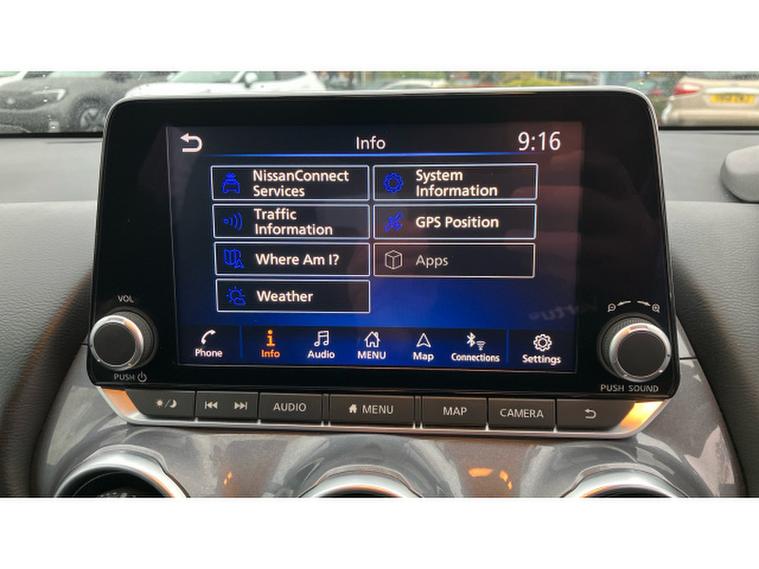 Info
9:16
NissanConnect
Services
System
Information
Traffic
Information
GPS Position
Where Am I?
Apps
Weather
VOL
PUSH
Phone
Info
Audio
MENU
Map
Connections
Settings
PUSH SOUND
AUDIO
MENU
MAP
CAMERA